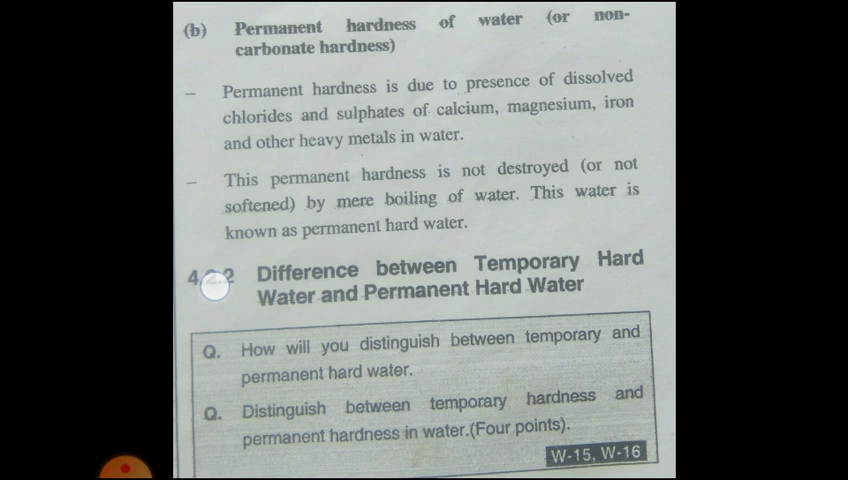 (b) Permanent hardness of water (or non-
carbonate hardness)
– Permanent hardness is due to presence of dissolved
chlorides and sulphates of calcium, magnesium, iron
and other heavy metals in water.
– This permanent hardness is not destroyed (or not
softened) by mere boiling of water. This water is
known as permanent hard water.
Difference between Temporary Hard
Water and Permanent Hard Water
Q. How will you distinguish between temporary and
permanent hard water.
Q. Distinguish between temporary hardness and
permanent hardness in water.(Four points).
W-15, W-16